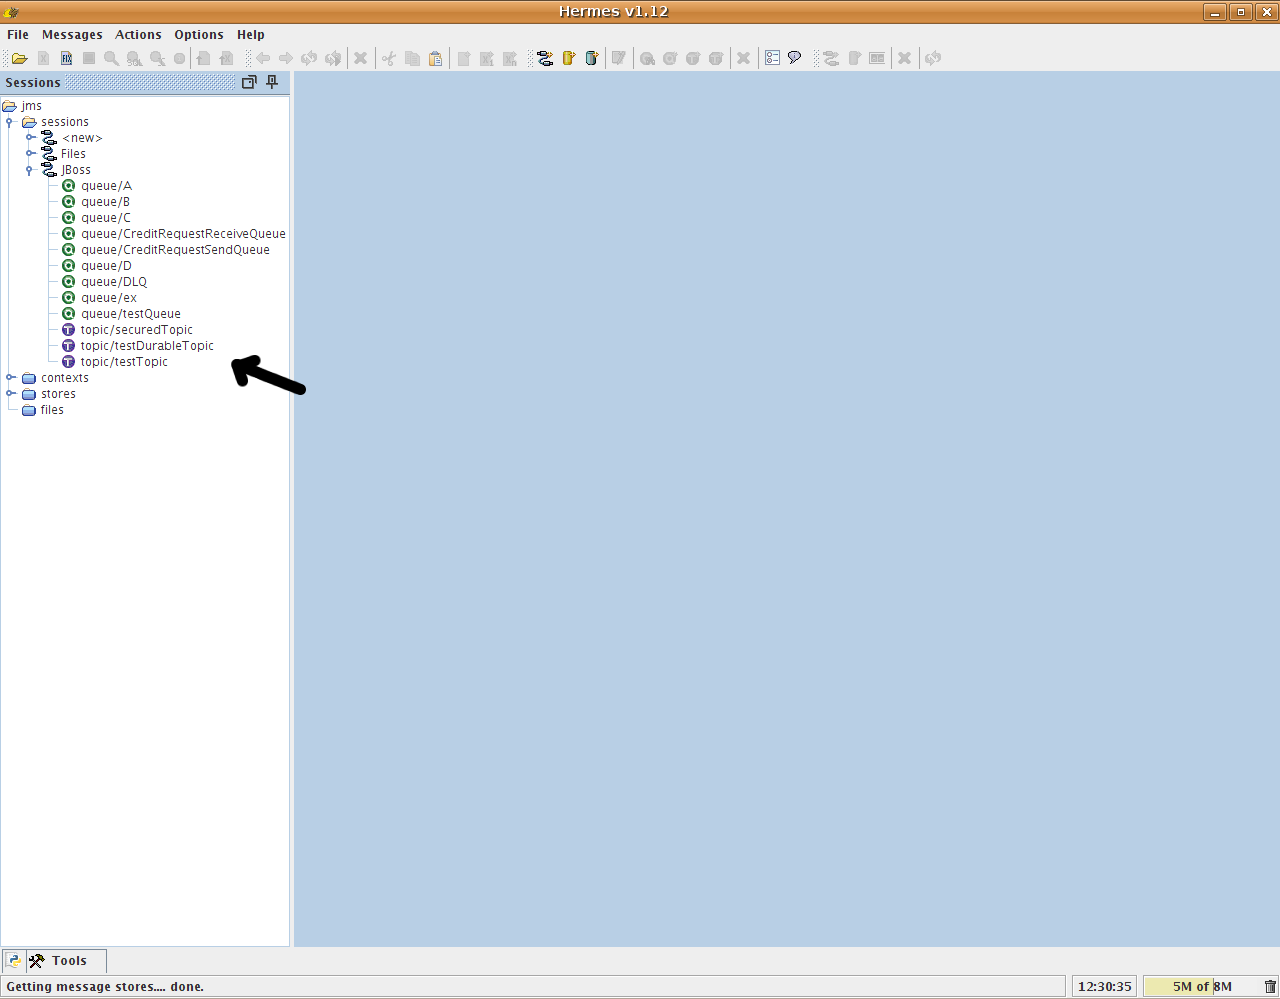 Hermes v1.12
File Messages Actions Options Help
Sessions
jms
sessions
<new>
Files
JBoss
queue/A
queue/B
queue/C
queue/CreditRequestReceiveQueue
queue/CreditRequestSendQueue
queue/D
queue/DLQ
queue/ex
queue/testQueue
topic/securedTopic
topic/testDurableTopic
topic/testTopic
contexts
stores
files
Tools
Getting message stores.... done.
12:30:35
5M of 8M